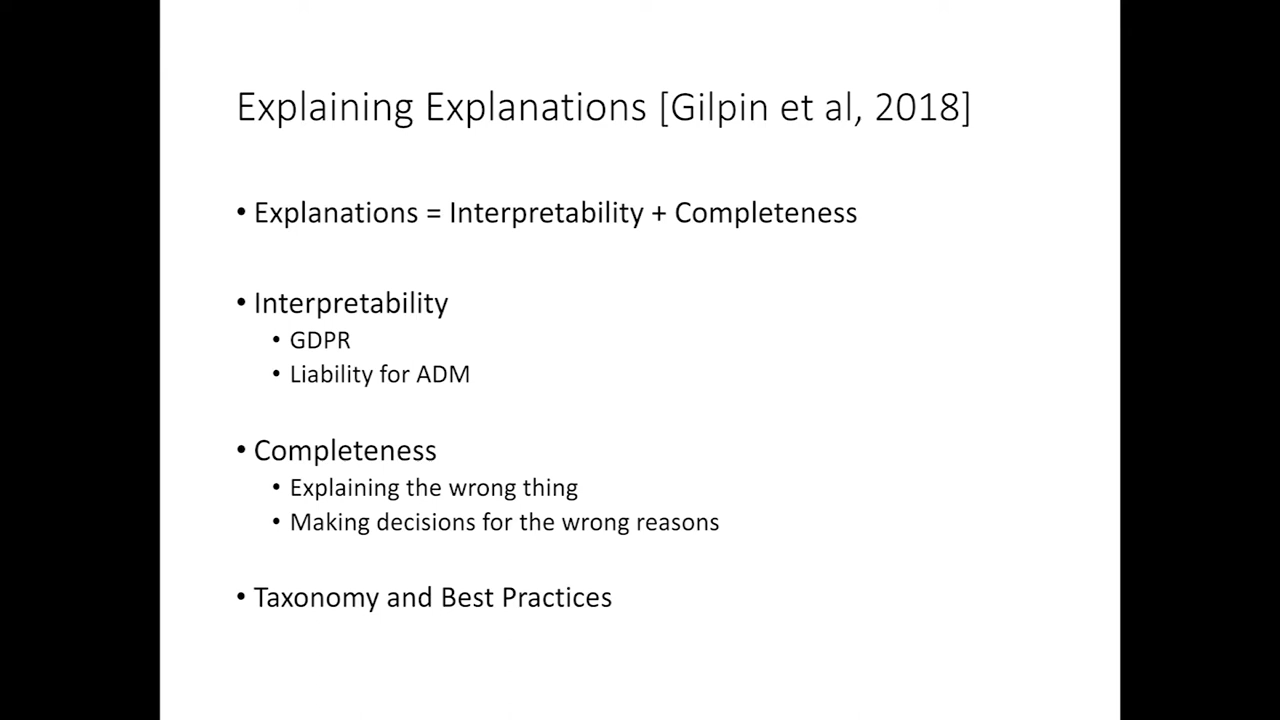 Explaining Explanations [Gilpin et al, 2018]
• Explanations = Interpretability + Completeness
• Interpretability
• GDPR
• Liability for ADM
• Completeness
• Explaining the wrong thing
• Making decisions for the wrong reasons
• Taxonomy and Best Practices